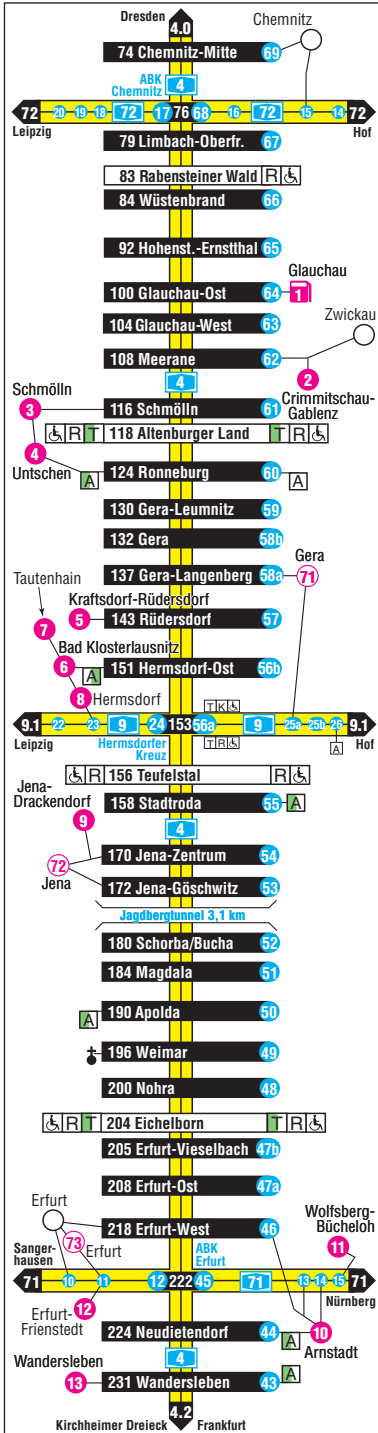 Dresden
4.0
Chemnitz
74 Chemnitz-Mitte 69
ABK
Chemnitz
4
72 20 19 18 72 17 76 68 16 72 15 14 72
Leipzig
Hof
79 Limbach-Oberfr. 67
83 Rabensteiner Wald R
84 Wüstenbrand 66
92 Hohenst.-Ernstthal 65
Glauchau
100 Glauchau-Ost 64 1
104 Glauchau-West 63
Zwickau
108 Meerane 62 2
4
Crimmitschau-
Gablenz
Schmölln
3 116 Schmölln 61
R T 118 Altenburger Land T R
4
Untschen
A 124 Ronneburg 60 A
130 Gera-Leumnitz 59
132 Gera 58b
Gera
137 Gera-Langenberg 58a 71
Tautenhain
7
Kraftsdorf-Rüdersdorf
5 143 Rüdersdorf 57
Bad Klosterlausnitz
6 A 151 Hermsdorf-Ost 56b
8 Hermsdorf
T K
9.1 22 23 9 24 153 56a 9 25a 25b 26 9.1
Leipzig
Hermsdorfer
Kreuz
T R
A
Hof
R 156 Teufelstal R
158 Stadtroda 55 A
Jena-
Drackendorf
9
4
170 Jena-Zentrum 54
72
Jena
172 Jena-Göschwitz 53
Jagdbergtunnel 3,1 km
180 Schorba/Bucha 52
184 Magdala 51
A 190 Apolda 50
196 Weimar 49
200 Nohra 48
R T 204 Eichelborn T R
205 Erfurt-Vieselbach 47b
208 Erfurt-Ost 47a
Erfurt
218 Erfurt-West 46
73
Erfurt
Wolfsberg-
Bücheloh
11
Sanger-
hausen
ABK
Erfurt
71 10 11 12 222 45 71 13 14 15 71
Nürnberg
12
Erfurt-
Frienstedt
224 Neudietendorf 44 A 10
Arnstadt
4
Wandersleben
13 231 Wandersleben 43 A
4.2
Kirchheimer Dreieck Frankfurt